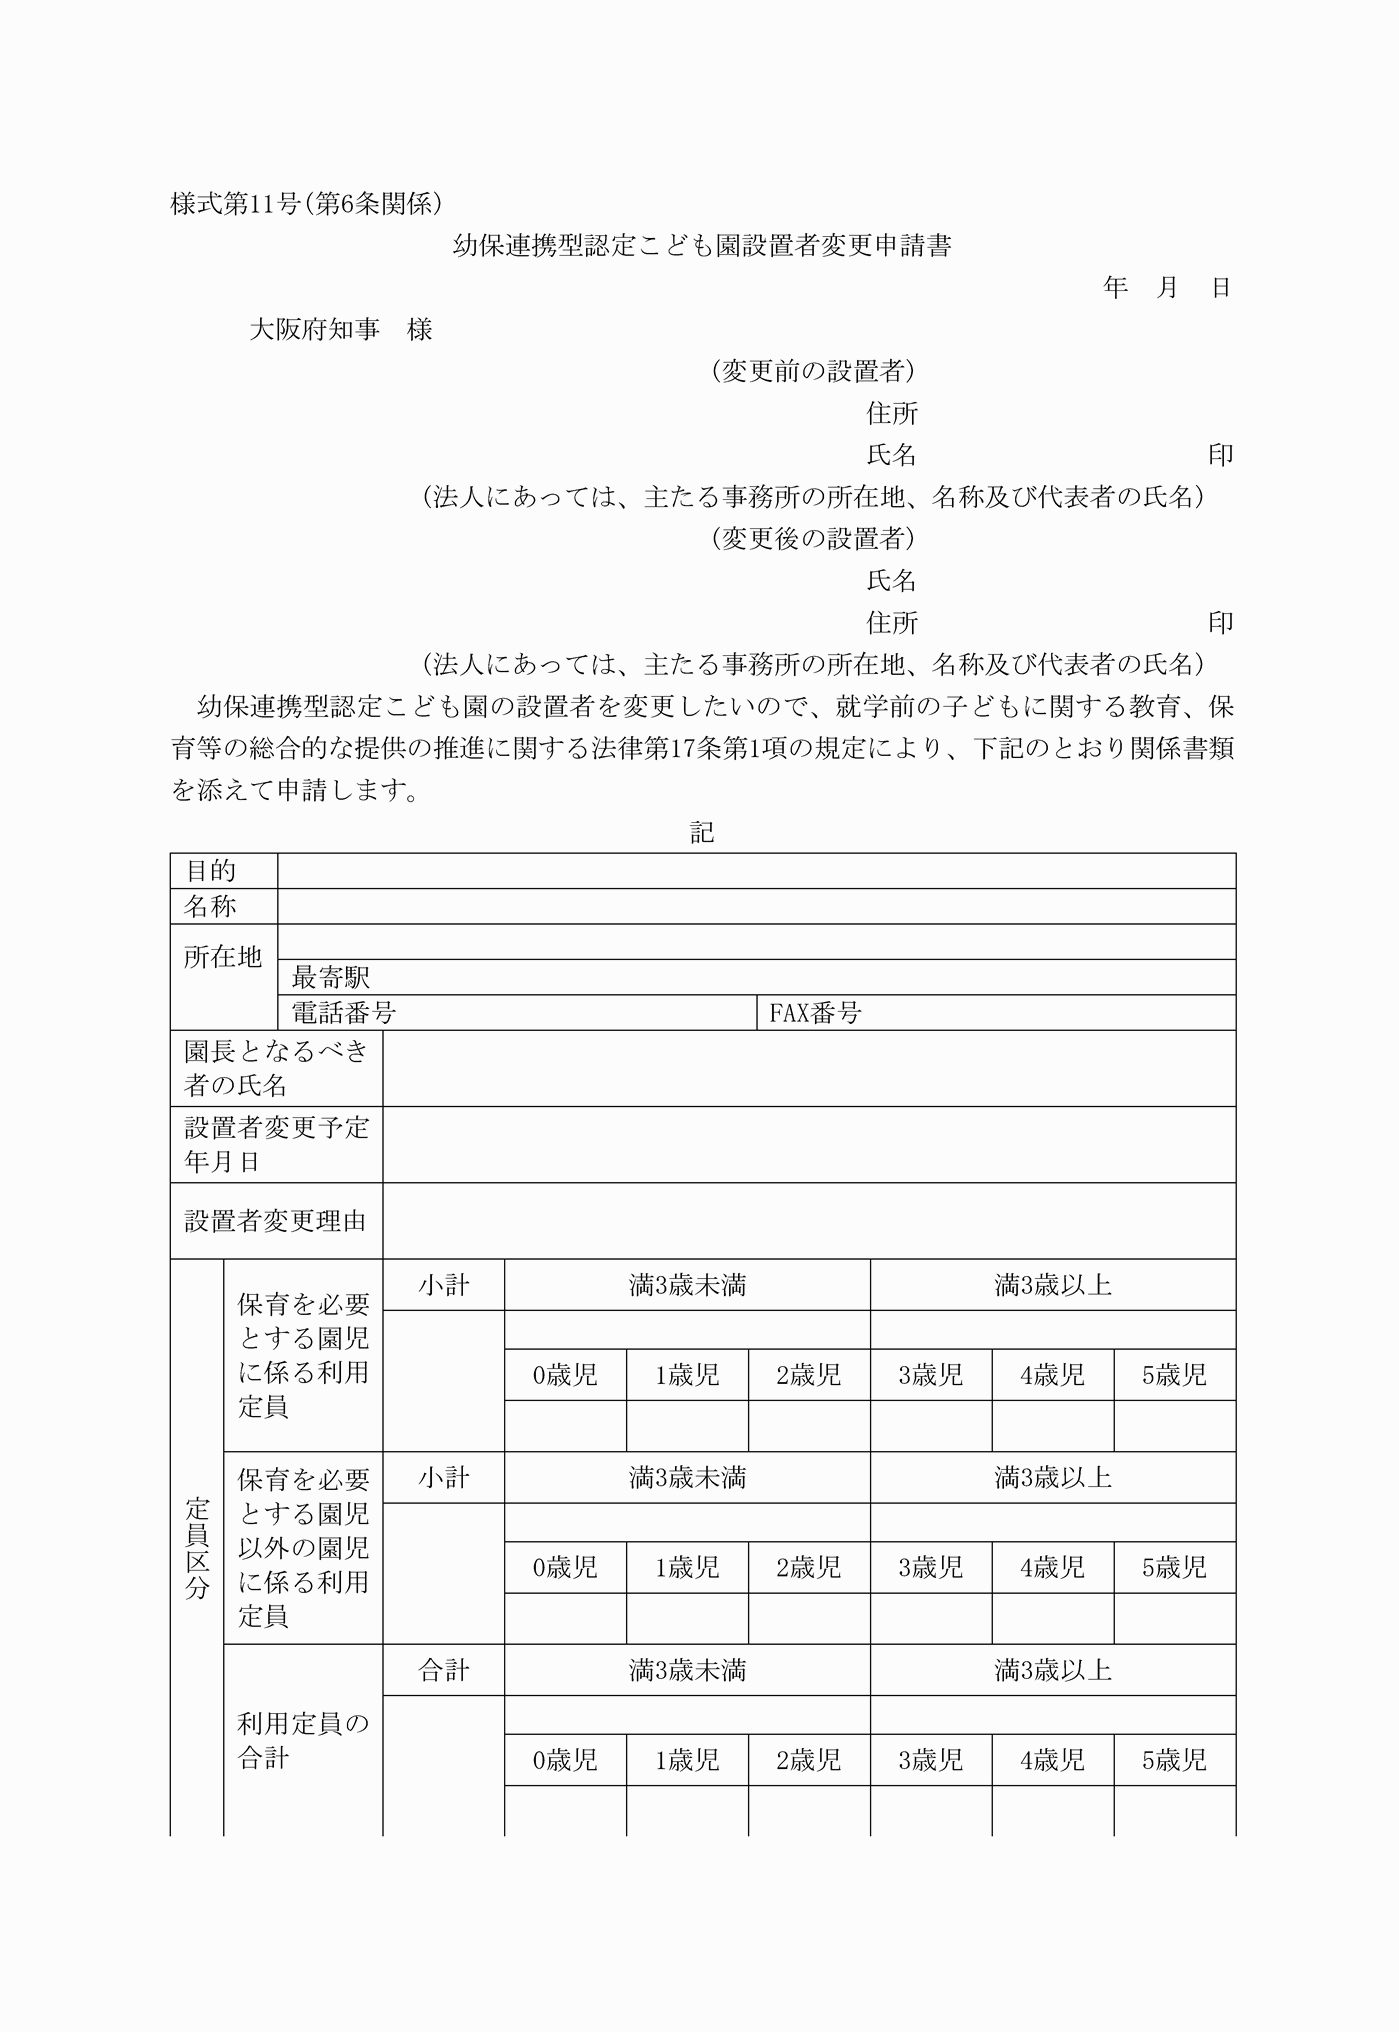 様式第11号(第6条関係)
幼保連携型認定こども園設置者変更申請書
年　月　日
大阪府知事　様
(変更前の設置者)
住所
氏名　印
(法人にあっては、主たる事務所の所在地、名称及び代表者の氏名)
(変更後の設置者)
氏名
住所　印
(法人にあっては、主たる事務所の所在地、名称及び代表者の氏名)
幼保連携型認定こども園の設置者を変更したいので、就学前の子どもに関する教育、保
育等の総合的な提供の推進に関する法律第17条第1項の規定により、下記のとおり関係書類
を添えて申請します。
記
目的
名称
所在地
最寄駅
電話番号　FAX番号
園長となるべき
者の氏名
設置者変更予定
年月日
設置者変更理由
定員区分
保育を必要
とする園児
に係る利用
定員
小計　満3歳未満　満3歳以上
0歳児　1歳児　2歳児　3歳児　4歳児　5歳児
保育を必要
とする園児
以外の園児
に係る利用
定員
小計　満3歳未満　満3歳以上
0歳児　1歳児　2歳児　3歳児　4歳児　5歳児
利用定員の
合計
合計　満3歳未満　満3歳以上
0歳児　1歳児　2歳児　3歳児　4歳児　5歳児